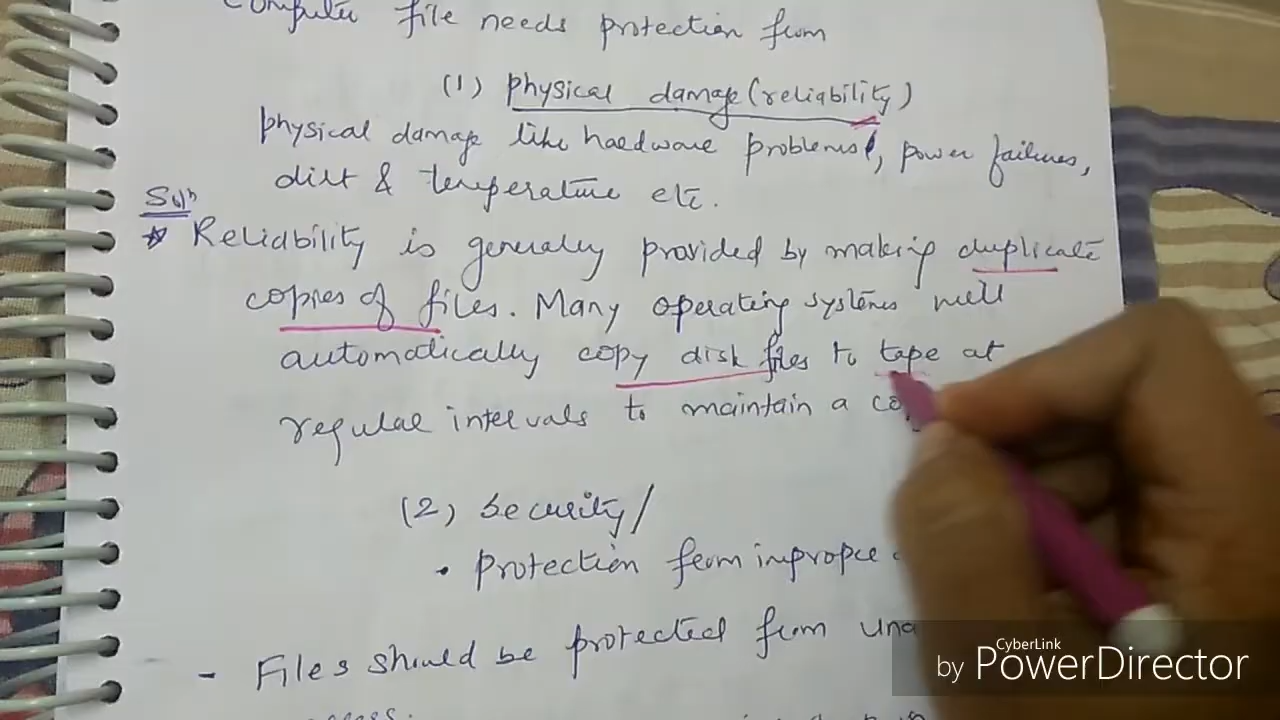 Computer file needs protection from
(1) physical damage (reliability)
physical damage like hardware problems, power failures,
dirt & temperature etc.
Soln
* Reliability is generally provided by making duplicate
copies of files. Many operating systems will
automatically copy disk files to tape at
regular intervals to maintain a
(2) Security/
• protection from improper
- Files should be protected from
access.
CyberLink
by PowerDirector